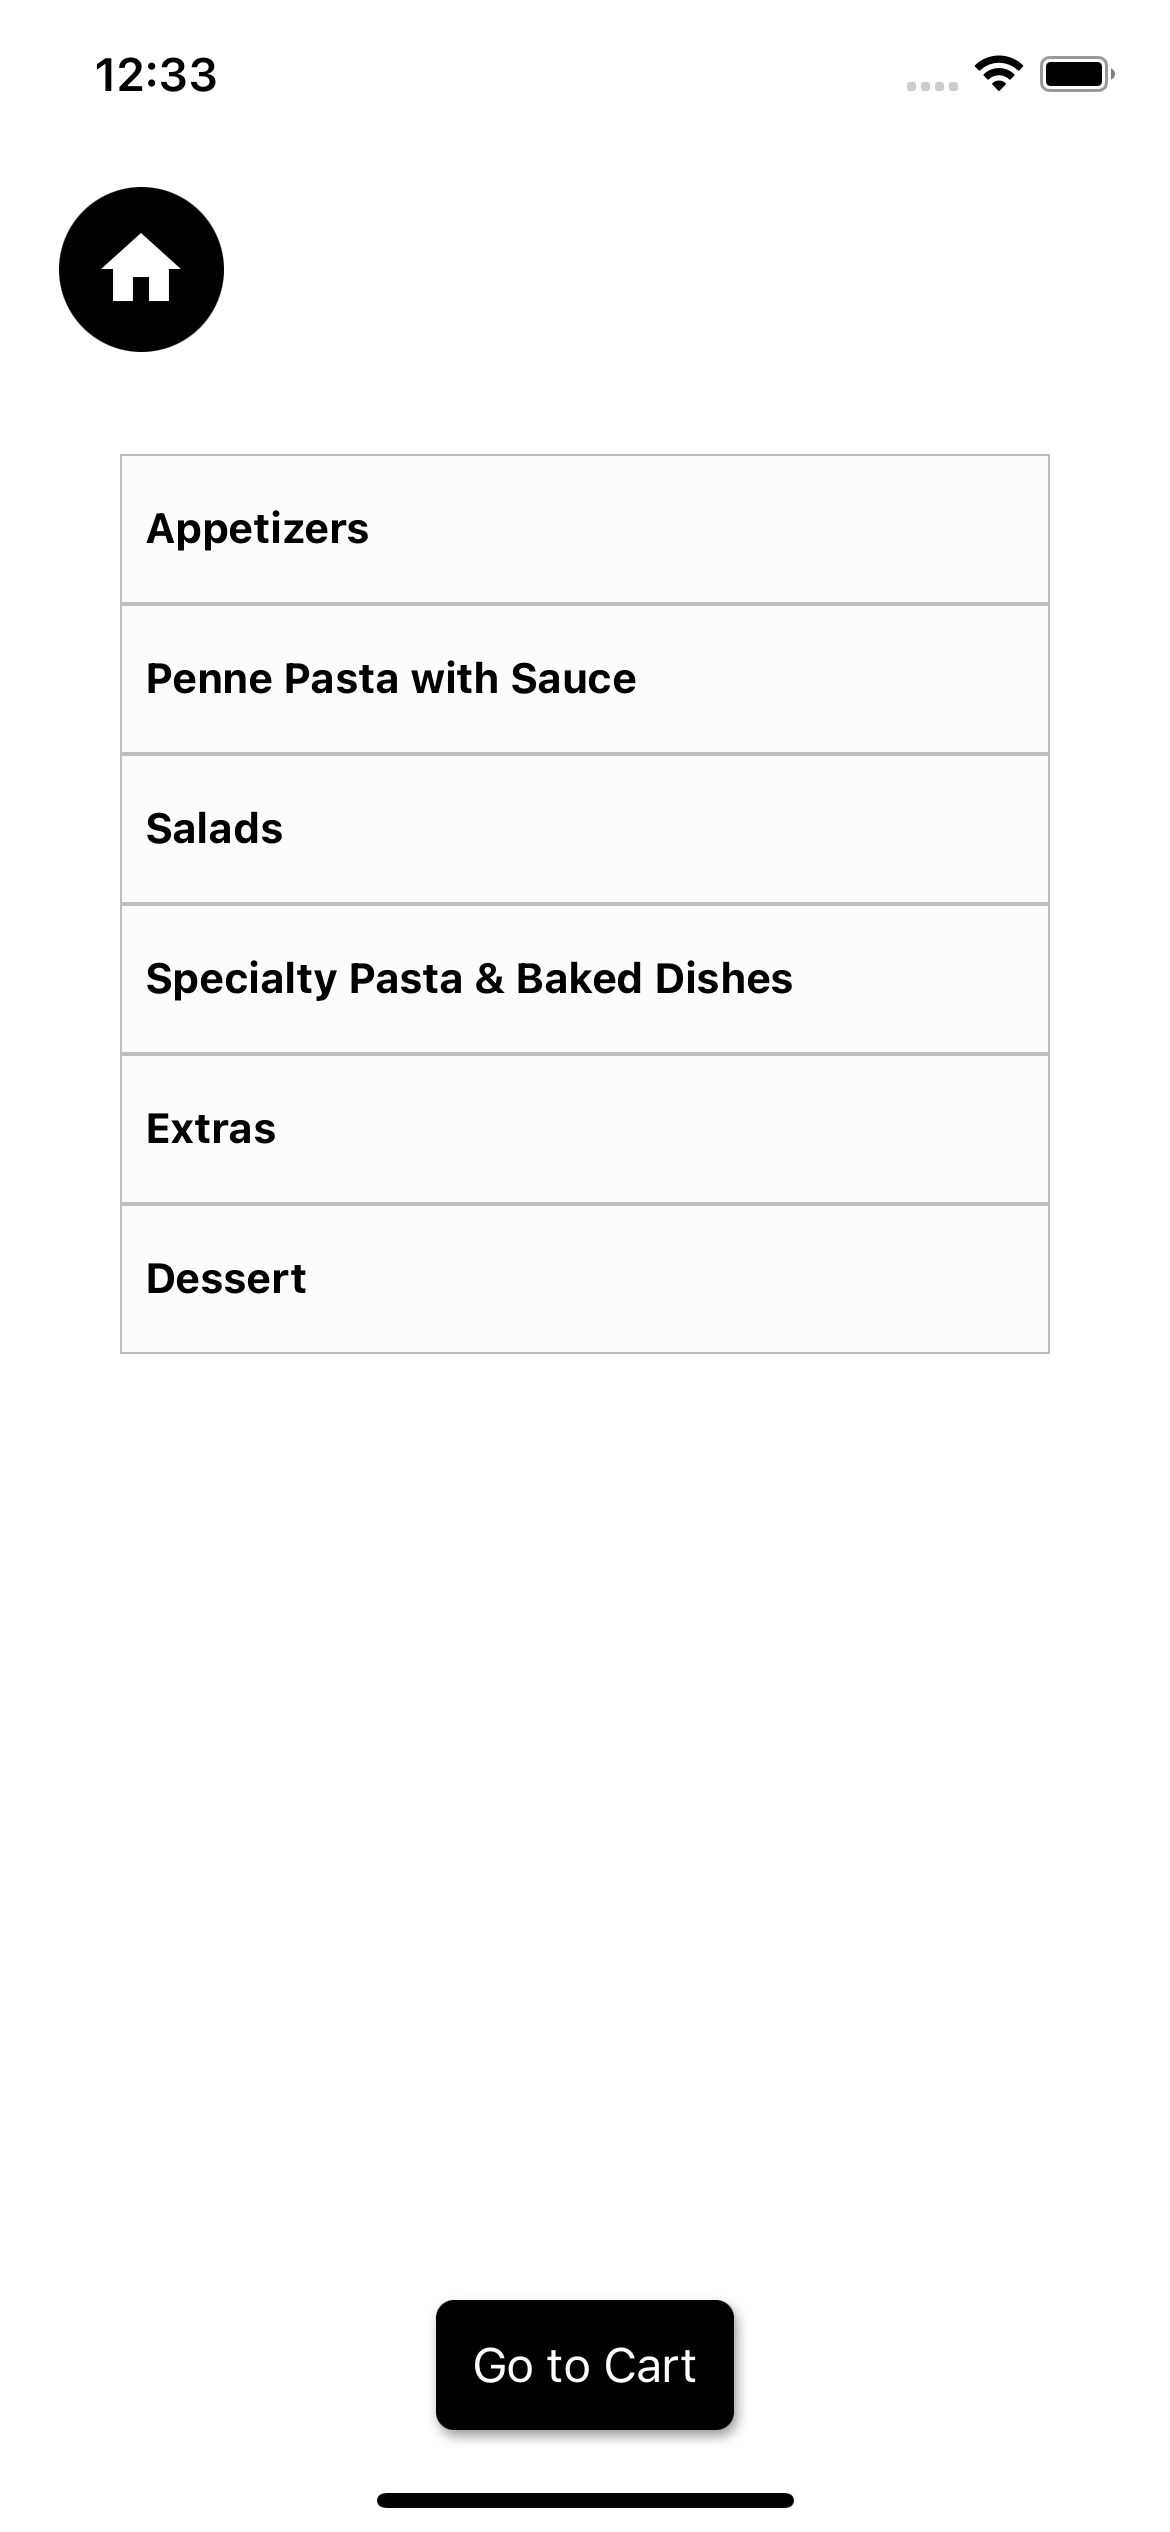 12:33
Appetizers
Penne Pasta with Sauce
Salads
Specialty Pasta & Baked Dishes
Extras
Dessert
Go to Cart